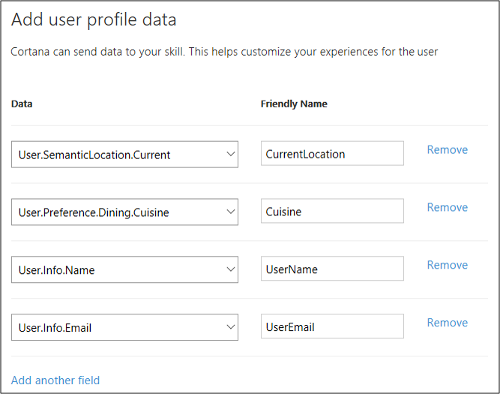 Add user profile data
Cortana can send data to your skill. This helps customize your experiences for the user
Data Friendly Name
User.SemanticLocation.Current CurrentLocation Remove
User.Preference.Dining.Cuisine Cuisine Remove
User.Info.Name UserName Remove
User.Info.Email UserEmail Remove
Add another field